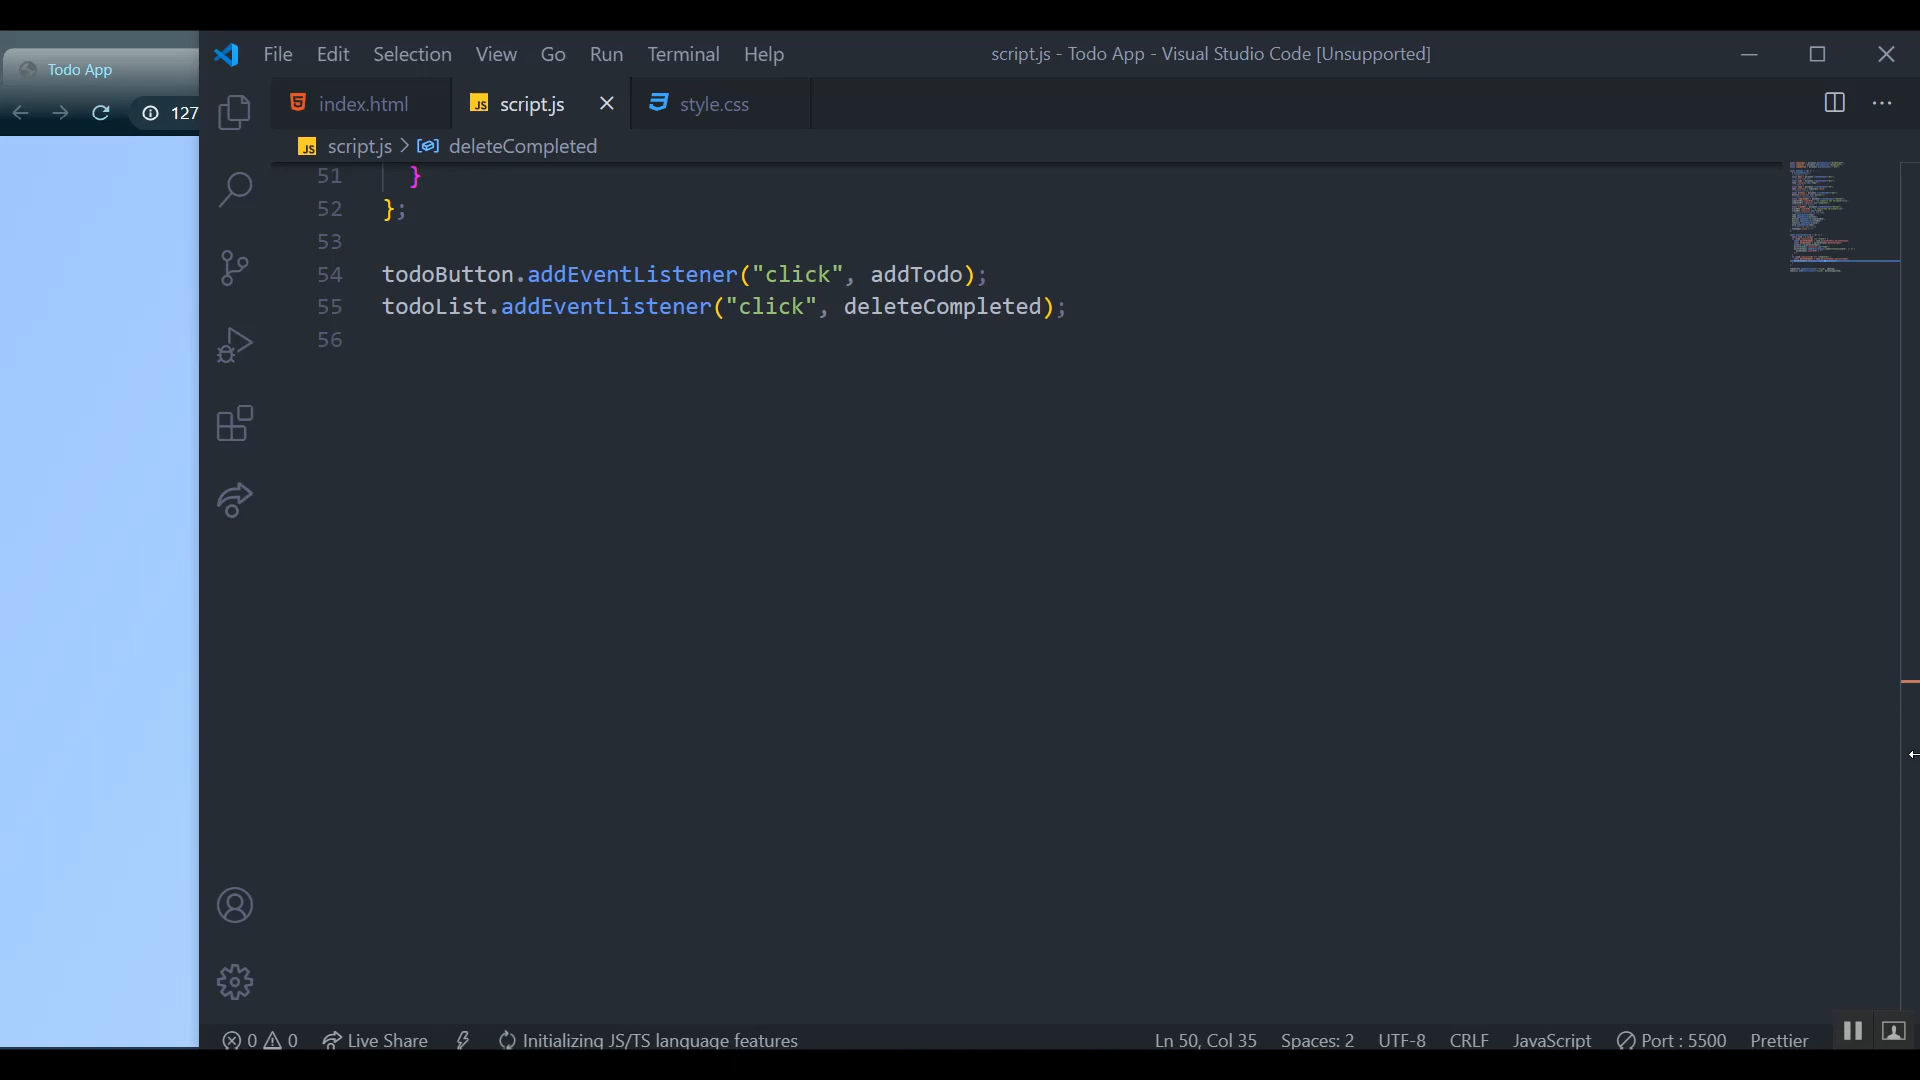 Todo App
127
File Edit Selection View Go Run Terminal Help
script.js - Todo App - Visual Studio Code [Unsupported]
index.html
JS script.js
style.css
JS script.js > deleteCompleted
51 }
52 };
53
54 todoButton.addEventListener("click", addTodo);
55 todoList.addEventListener("click", deleteCompleted);
56
0 0 Live Share Initializing JS/TS language features Ln 50, Col 35 Spaces: 2 UTF-8 CRLF JavaScript Port : 5500 Prettier